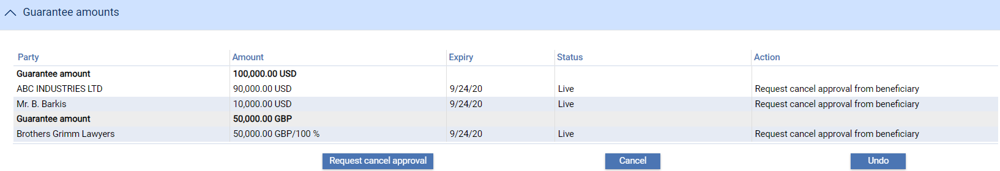 Guarantee amounts
Party Amount Expiry Status Action
Guarantee amount 100,000.00 USD
ABC INDUSTRIES LTD 90,000.00 USD 9/24/20 Live Request cancel approval from beneficiary
Mr. B. Barkis 10,000.00 USD 9/24/20 Live Request cancel approval from beneficiary
Guarantee amount 50,000.00 GBP
Brothers Grimm Lawyers 50,000.00 GBP/100 % 9/24/20 Live Request cancel approval from beneficiary
Request cancel approval Cancel Undo